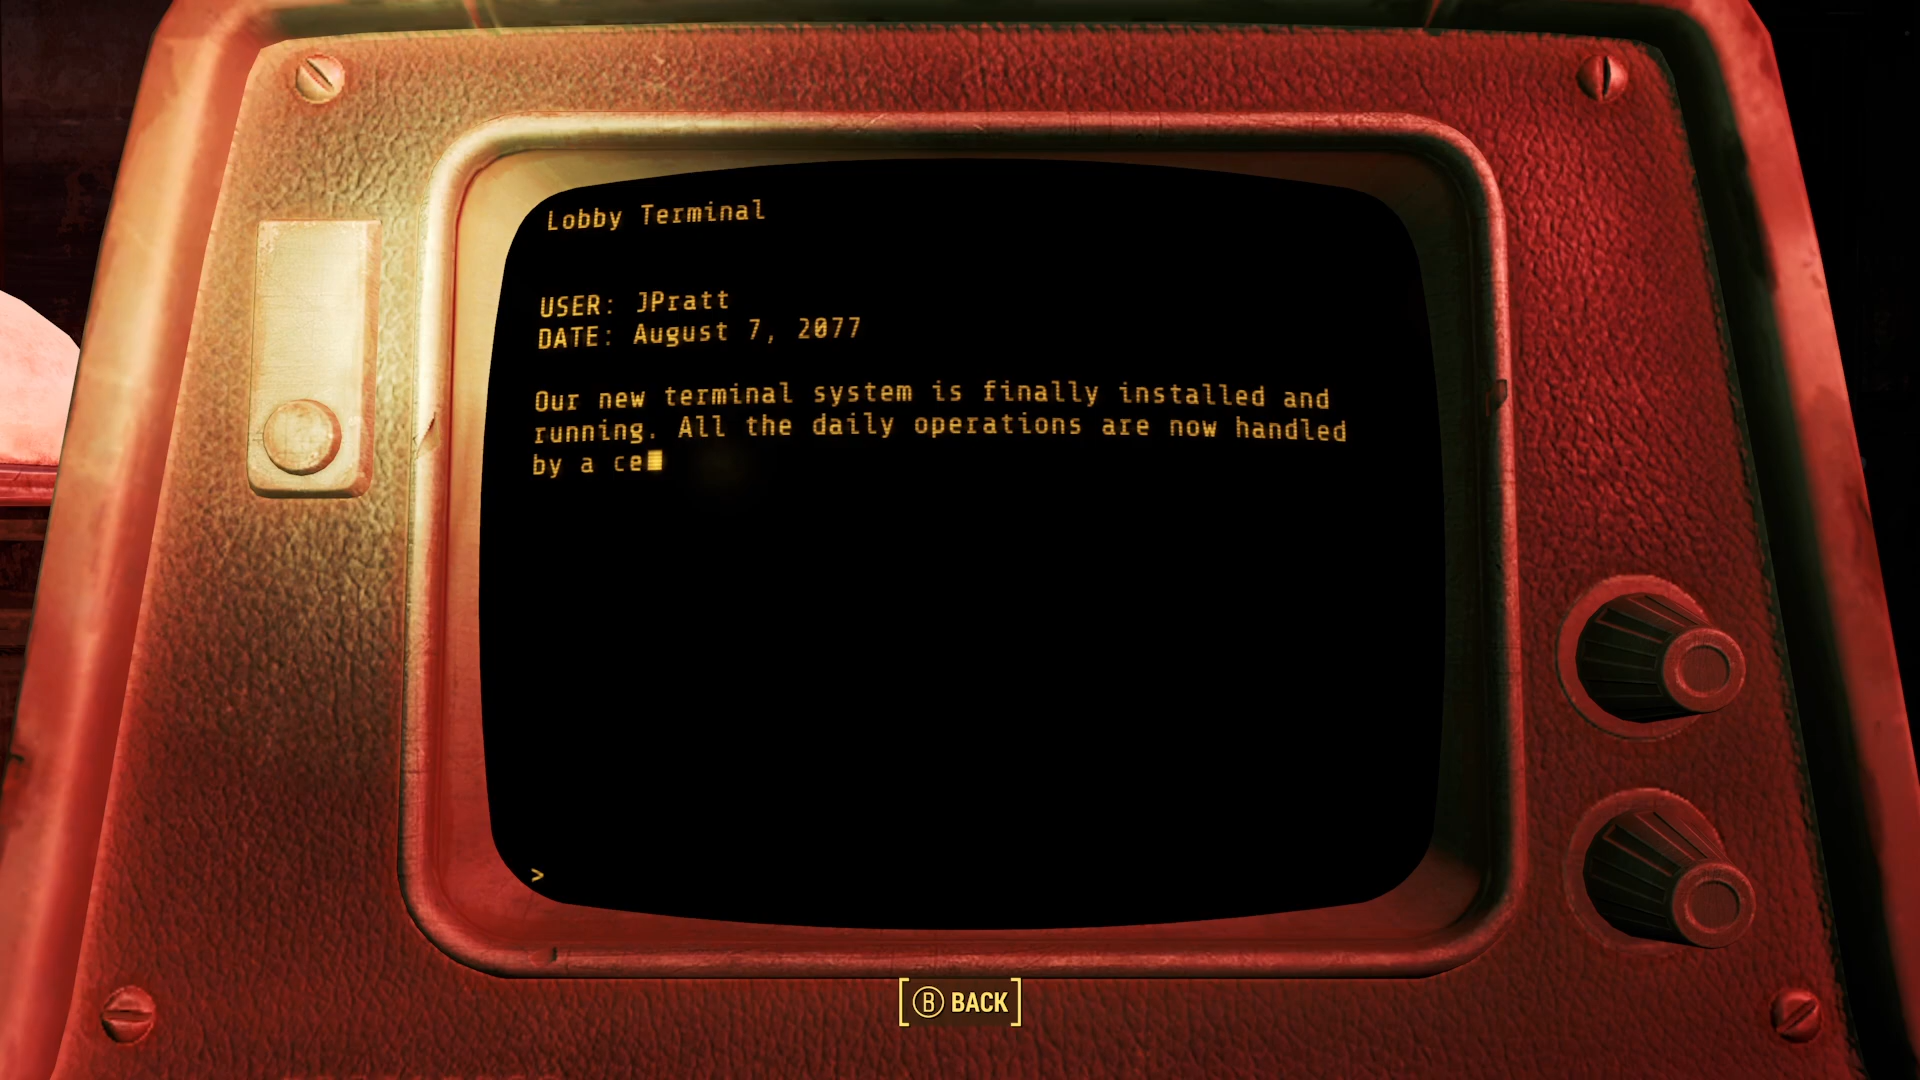 Lobby Terminal
USER: JPratt
DATE: August 7, 2077
Our new terminal system is finally installed and
running. All the daily operations are now handled
by a ce
>
[Ⓑ BACK]